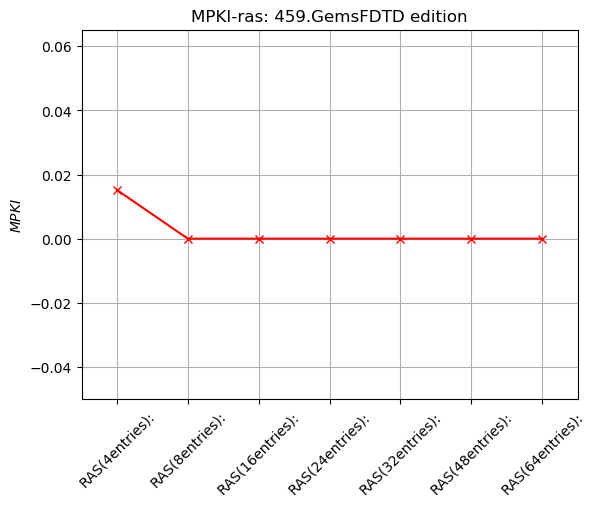 MPKI-ras: 459.GemsFDTD edition
0.06
0.04
0.02
0.00
−0.02
−0.04
MPKI
RAS(4entries):
RAS(8entries):
RAS(16entries):
RAS(24entries):
RAS(32entries):
RAS(48entries):
RAS(64entries):